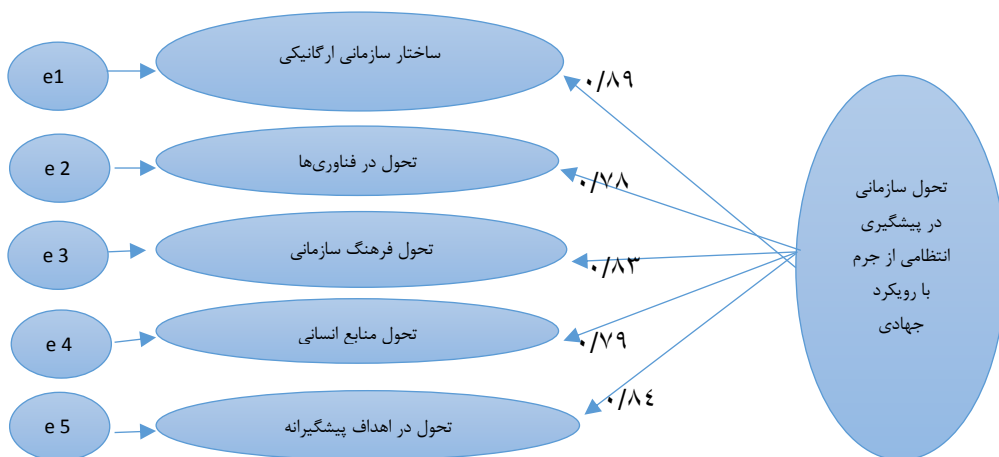 ساختار سازمانی ارگانیکی
e1
۰/۸۹
تحول در فناوری‌ها
e 2
۰/۷۸
تحول سازمانی
در پیشگیری
انتظامی از جرم
با رویکرد
جهادی
تحول فرهنگ سازمانی
e 3
۰/۸۳
تحول منابع انسانی
e 4
۰/۷۹
تحول در اهداف پیشگیرانه
e 5
۰/۸٤